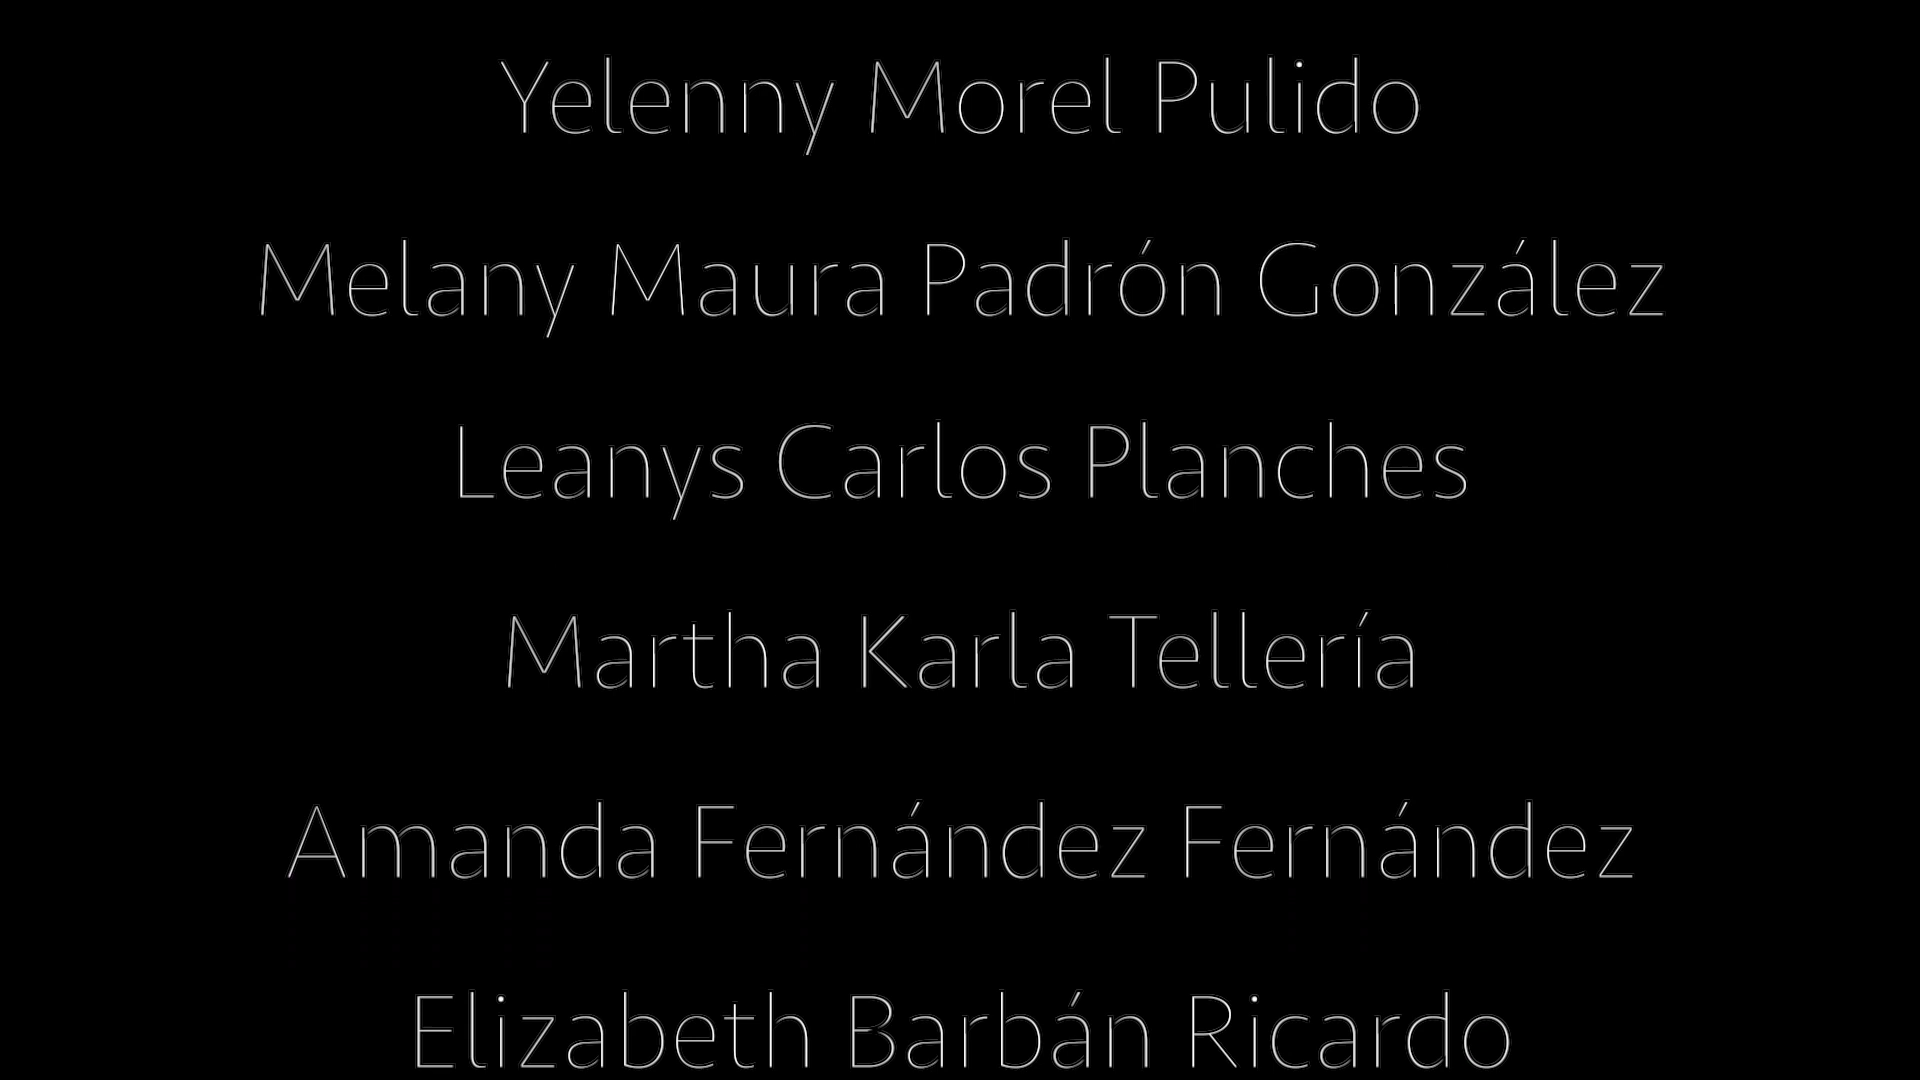 Yelenny Morel Pulido
Melany Maura Padrón González
Leanys Carlos Planches
Martha Karla Tellería
Amanda Fernández Fernández
Elizabeth Barbán Ricardo